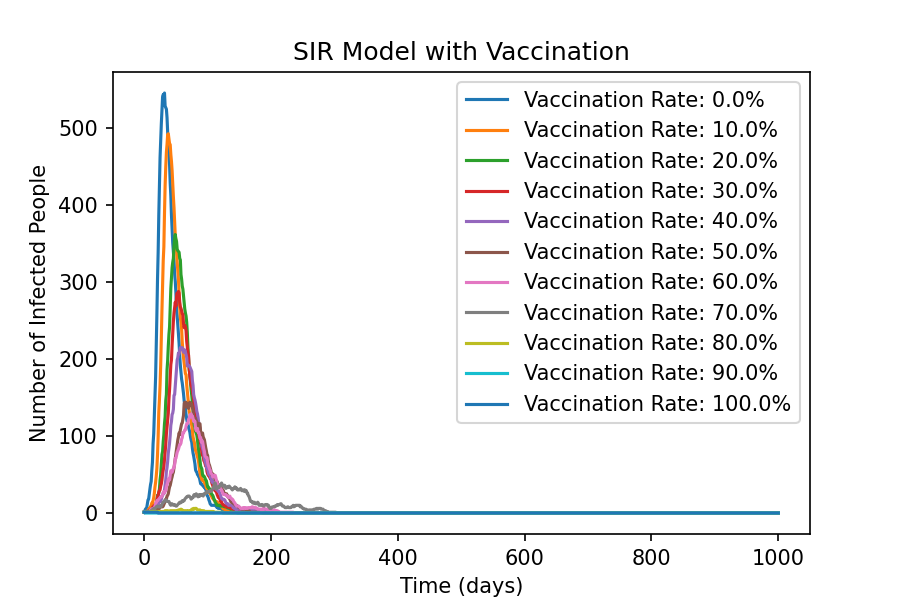 SIR Model with Vaccination
Number of Infected People
500
400
300
200
100
0
Vaccination Rate: 0.0%
Vaccination Rate: 10.0%
Vaccination Rate: 20.0%
Vaccination Rate: 30.0%
Vaccination Rate: 40.0%
Vaccination Rate: 50.0%
Vaccination Rate: 60.0%
Vaccination Rate: 70.0%
Vaccination Rate: 80.0%
Vaccination Rate: 90.0%
Vaccination Rate: 100.0%
0 200 400 600 800 1000
Time (days)